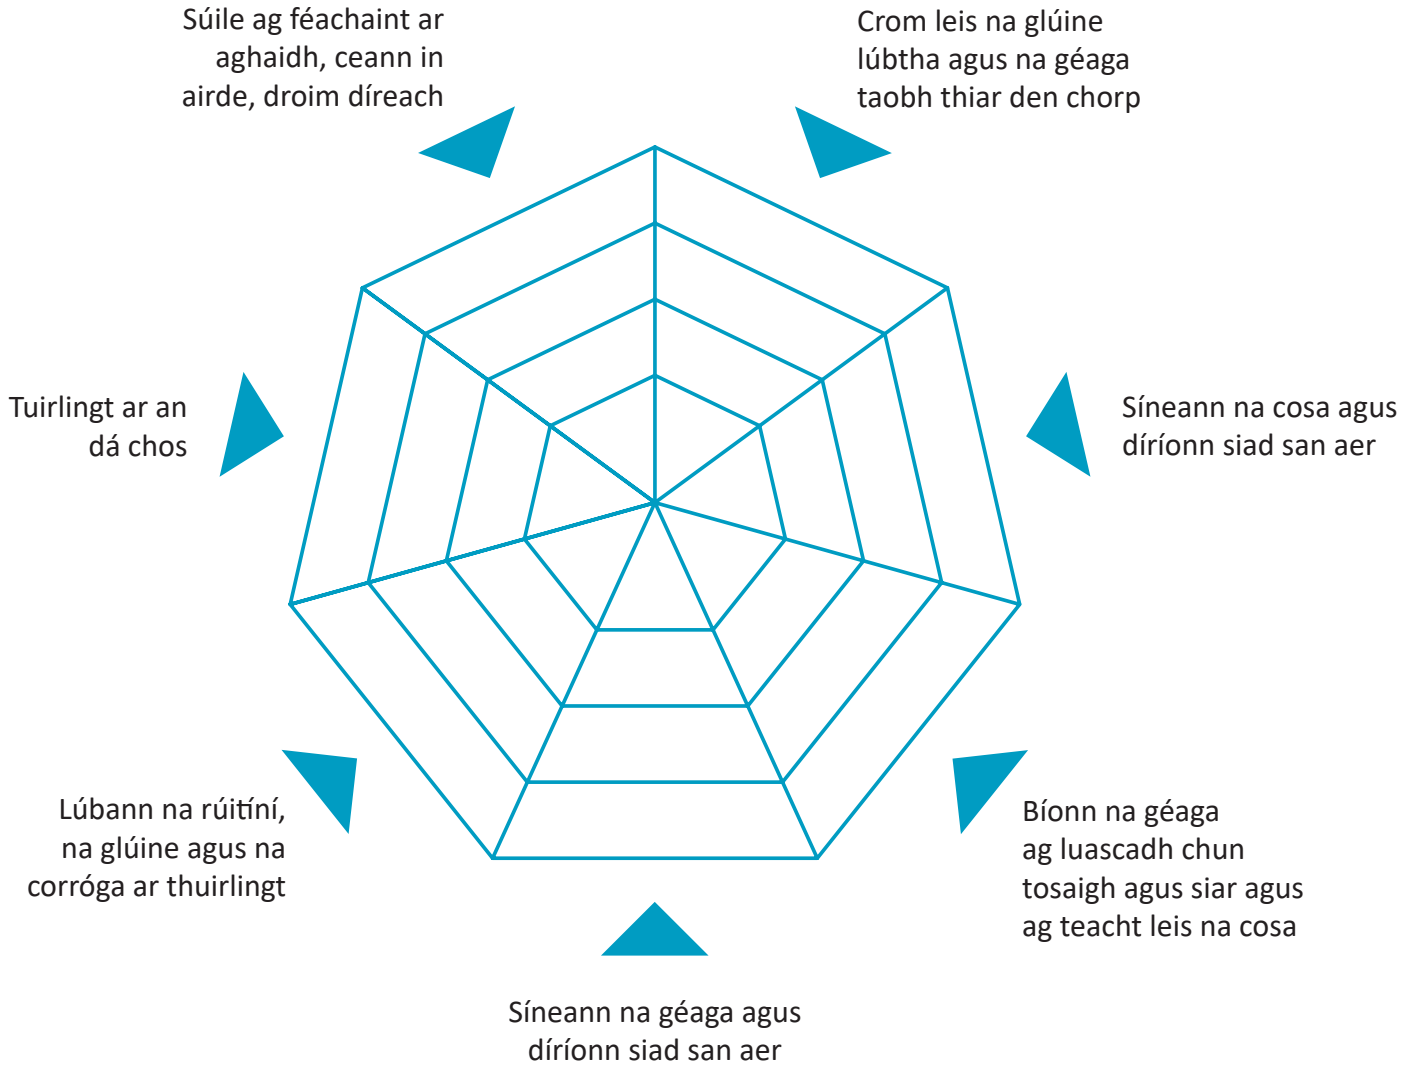 Súile ag féachaint ar
aghaidh, ceann in
airde, droim díreach
Crom leis na glúine
lúbtha agus na géaga
taobh thiar den chorp
Síneann na cosa agus
díríonn siad san aer
Bíonn na géaga
ag luascadh chun
tosaigh agus siar agus
ag teacht leis na cosa
Síneann na géaga agus
díríonn siad san aer
Lúbann na rúitíní,
na glúine agus na
corróga ar thuirlingt
Tuirlingt ar an
dá chos